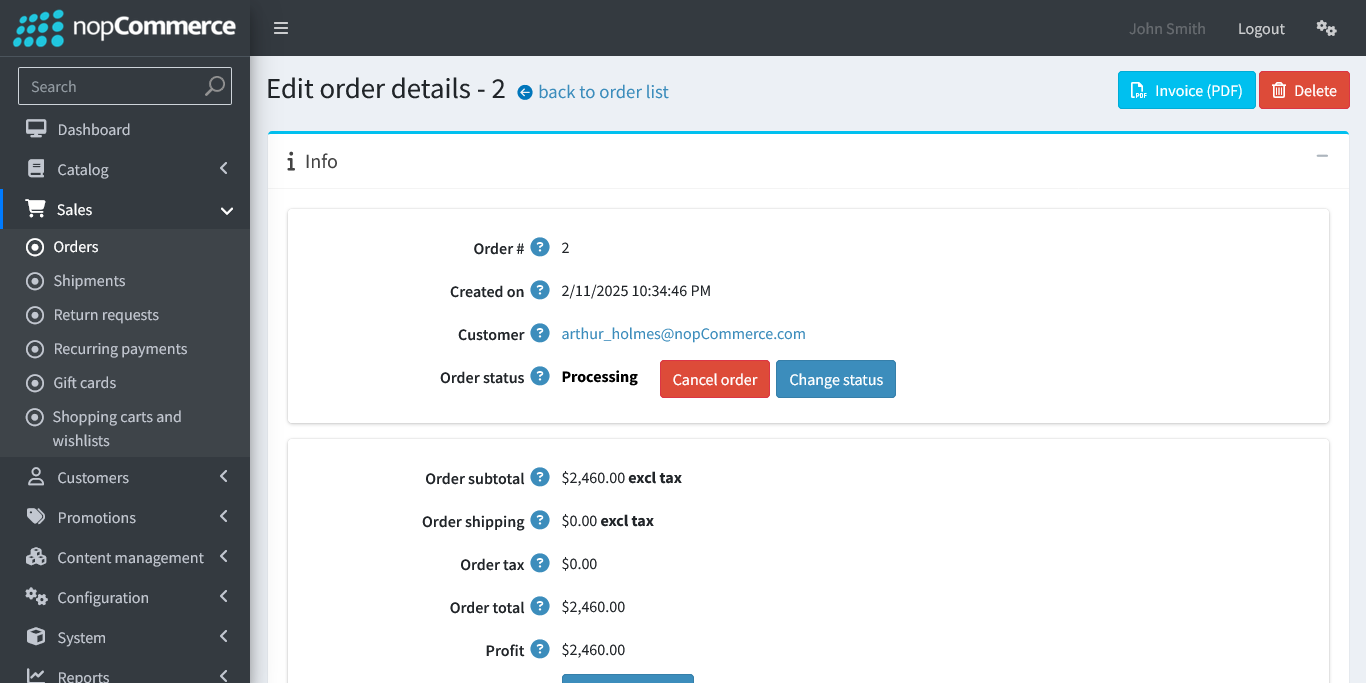 nopCommerce
John Smith
Logout
Search
Dashboard
Catalog
Sales
Orders
Shipments
Return requests
Recurring payments
Gift cards
Shopping carts and
wishlists
Customers
Promotions
Content management
Configuration
System
Reports
Edit order details - 2 back to order list
PDF Invoice (PDF)
Delete
Info
Order # ? 2
Created on ? 2/11/2025 10:34:46 PM
Customer ? arthur_holmes@nopCommerce.com
Order status ? Processing Cancel order Change status
Order subtotal ? $2,460.00 excl tax
Order shipping ? $0.00 excl tax
Order tax ? $0.00
Order total ? $2,460.00
Profit ? $2,460.00